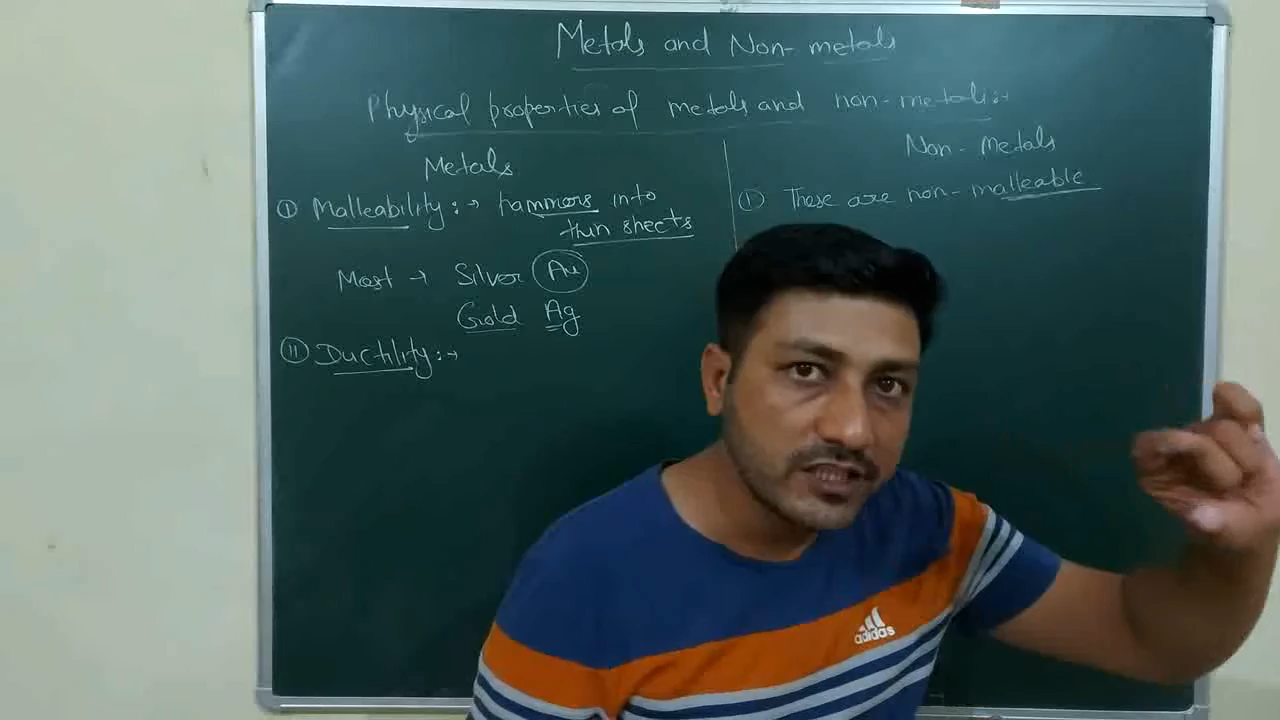 Metals and Non-metals
Physical properties of metals and non-metals:→
Metals
① Malleability:→ hammers into
thin sheets
Most → Silver Au
Gold Ag
② Ductility:→
Non-Metals
① These are non-malleable
adidas